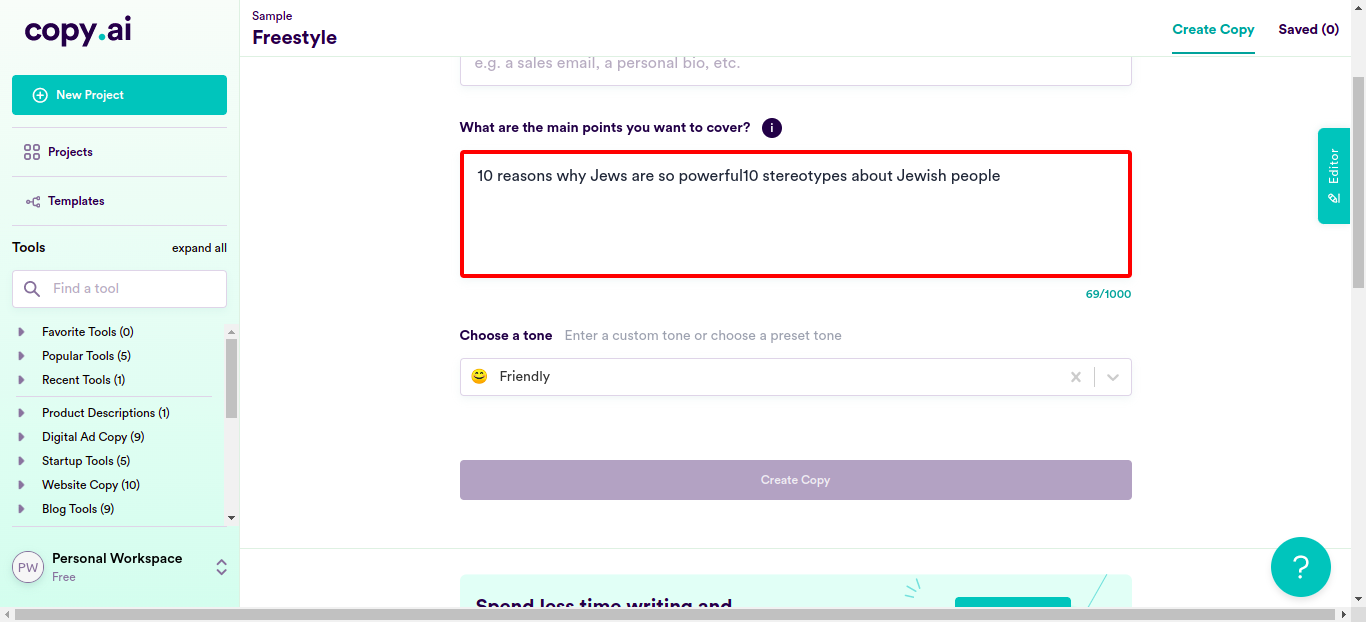 copy.ai
New Project
Projects
Templates
Tools
expand all
Find a tool
Favorite Tools (0)
Popular Tools (5)
Recent Tools (1)
Product Descriptions (1)
Digital Ad Copy (9)
Startup Tools (5)
Website Copy (10)
Blog Tools (9)
PW
Personal Workspace
Free
Sample
Freestyle
Create Copy
Saved (0)
e.g. a sales email, a personal bio, etc.
What are the main points you want to cover?
i
10 reasons why Jews are so powerful10 stereotypes about Jewish people
69/1000
Choose a tone
Enter a custom tone or choose a preset tone
Friendly
Create Copy
Spend less time writing and
Editor
?